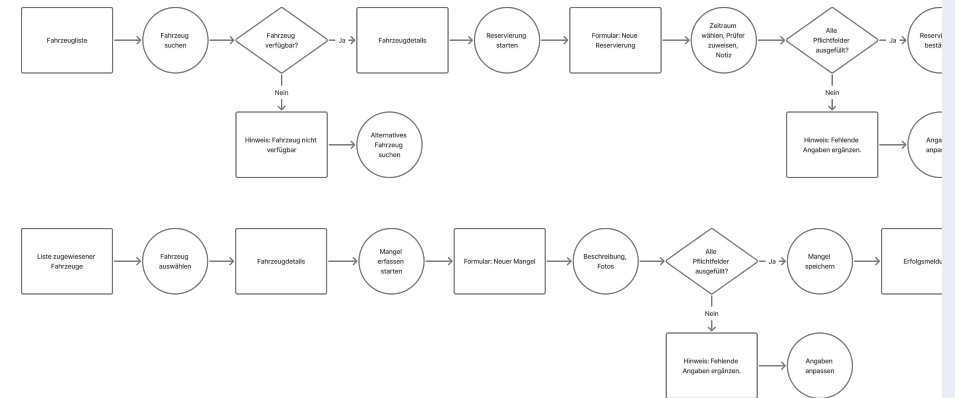 Fahrzeugliste
Fahrzeug
suchen
Fahrzeug
verfügbar?
Ja
Fahrzeugdetails
Reservierung
starten
Formular: Neue
Reservierung
Zeitraum
wählen, Prüfer
zuweisen,
Notiz
Alle
Pflichtfelder
ausgefüllt?
Ja
Nein
Hinweis: Fahrzeug nicht
verfügbar
Alternatives
Fahrzeug
suchen
Nein
Hinweis: Fehlende
Angaben ergänzen.
Liste zugewiesener
Fahrzeuge
Fahrzeug
auswählen
Fahrzeugdetails
Mangel
erfassen
starten
Formular: Neuer Mangel
Beschreibung,
Fotos
Alle
Pflichtfelder
ausgefüllt?
Ja
Mangel
speichern
Nein
Hinweis: Fehlende
Angaben ergänzen.
Angaben
anpassen